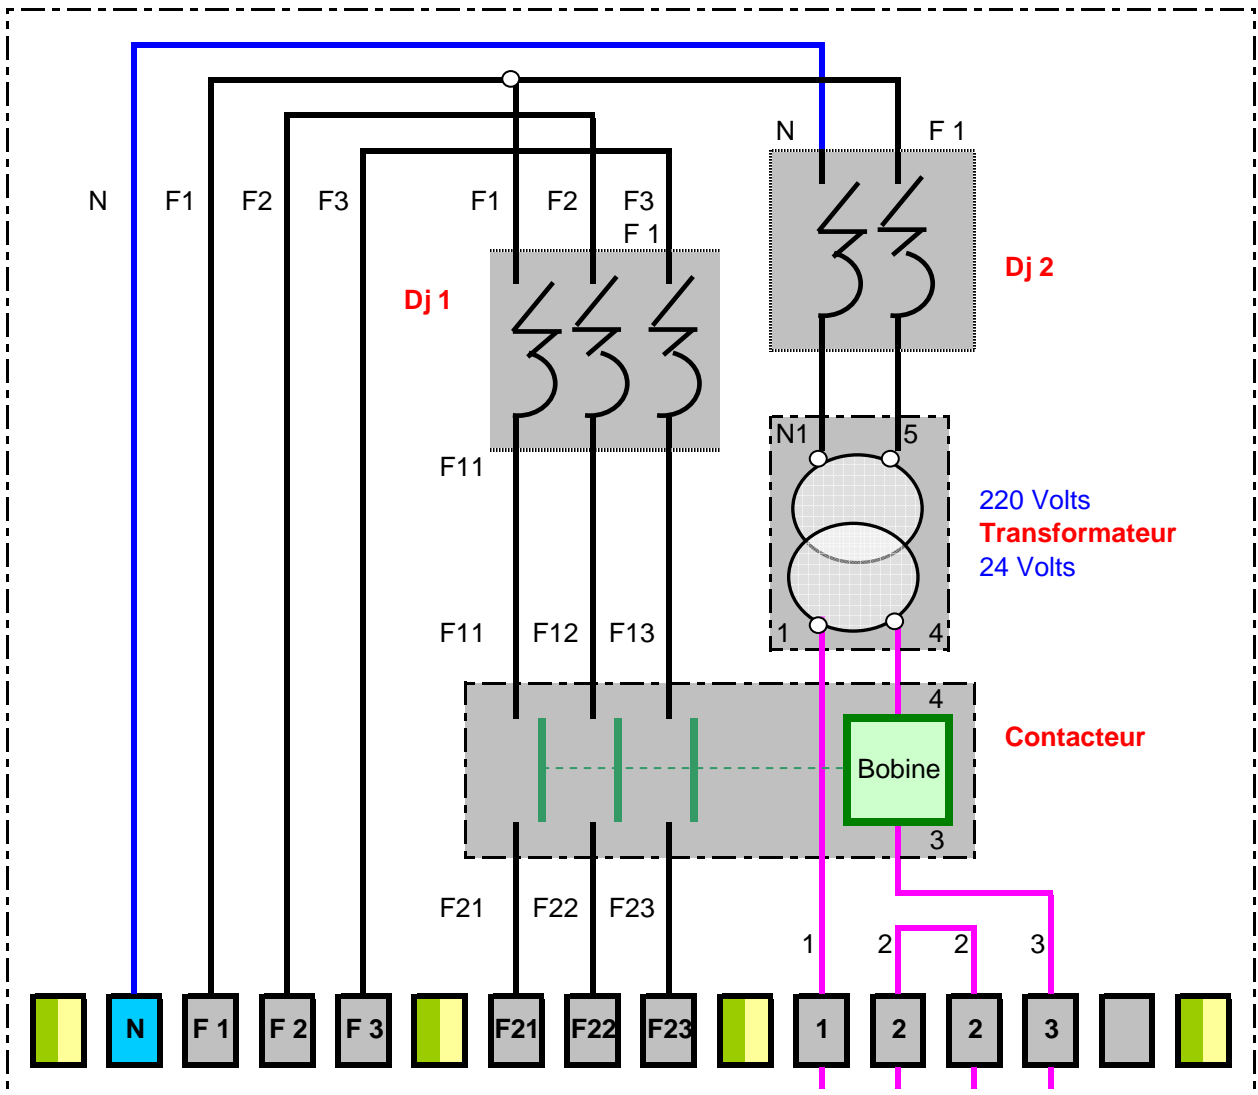 N F 1
N F1 F2 F3 F1 F2 F3
F 1
Dj 2
Dj 1
N1 5
F11
220 Volts
Transformateur
24 Volts
F11 F12 F13 1 4
4
Contacteur
Bobine
3
F21 F22 F23
1 2 2 3
N F 1 F 2 F 3 F21 F22 F23 1 2 2 3